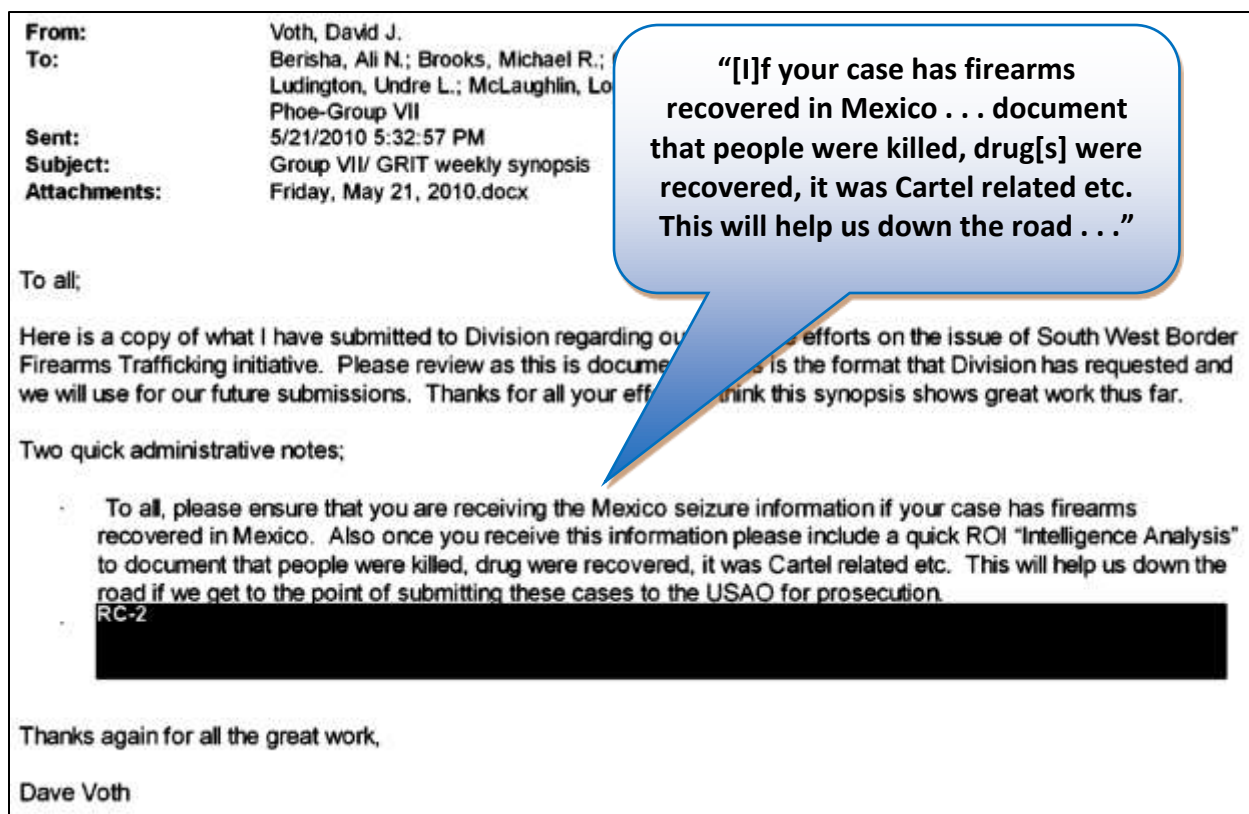 From: Voth, David J.
To: Berisha, Ali N.; Brooks, Michael R.;
Ludington, Undre L.; McLaughlin, Lo
Phoe-Group VII
Sent: 5/21/2010 5:32:57 PM
Subject: Group VII/ GRIT weekly synopsis
Attachments: Friday, May 21, 2010.docx
“[I]f your case has firearms
recovered in Mexico . . . document
that people were killed, drug[s] were
recovered, it was Cartel related etc.
This will help us down the road . . .”
To all;
Here is a copy of what I have submitted to Division regarding efforts on the issue of South West Border
Firearms Trafficking initiative. Please review as this is is the format that Division has requested and
we will use for our future submissions. Thanks for all your think this synopsis shows great work thus far.
Two quick administrative notes;
· To all, please ensure that you are receiving the Mexico seizure information if your case has firearms
recovered in Mexico. Also once you receive this information please include a quick ROI “Intelligence Analysis”
to document that people were killed, drug were recovered, it was Cartel related etc. This will help us down the
road if we get to the point of submitting these cases to the USAO for prosecution.
· RC-2
Thanks again for all the great work,
Dave Voth